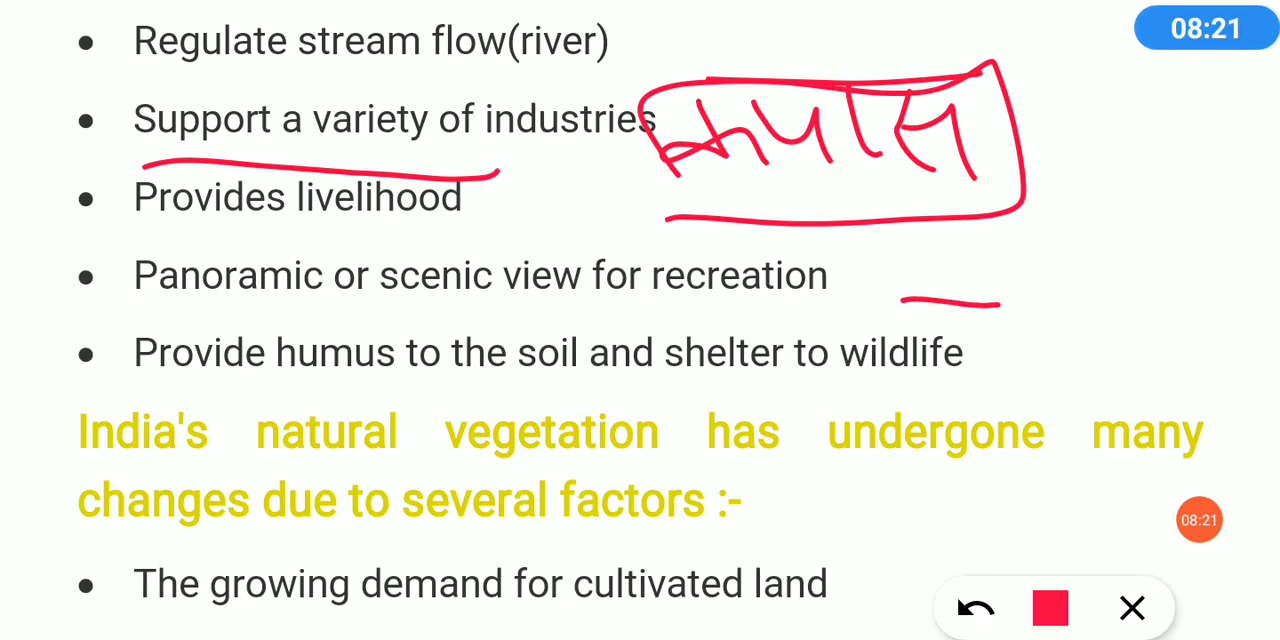 Regulate stream flow(river)
08:21
Support a variety of industries
Provides livelihood
Panoramic or scenic view for recreation
Provide humus to the soil and shelter to wildlife
India's natural vegetation has undergone many
changes due to several factors :-
08:21
The growing demand for cultivated land